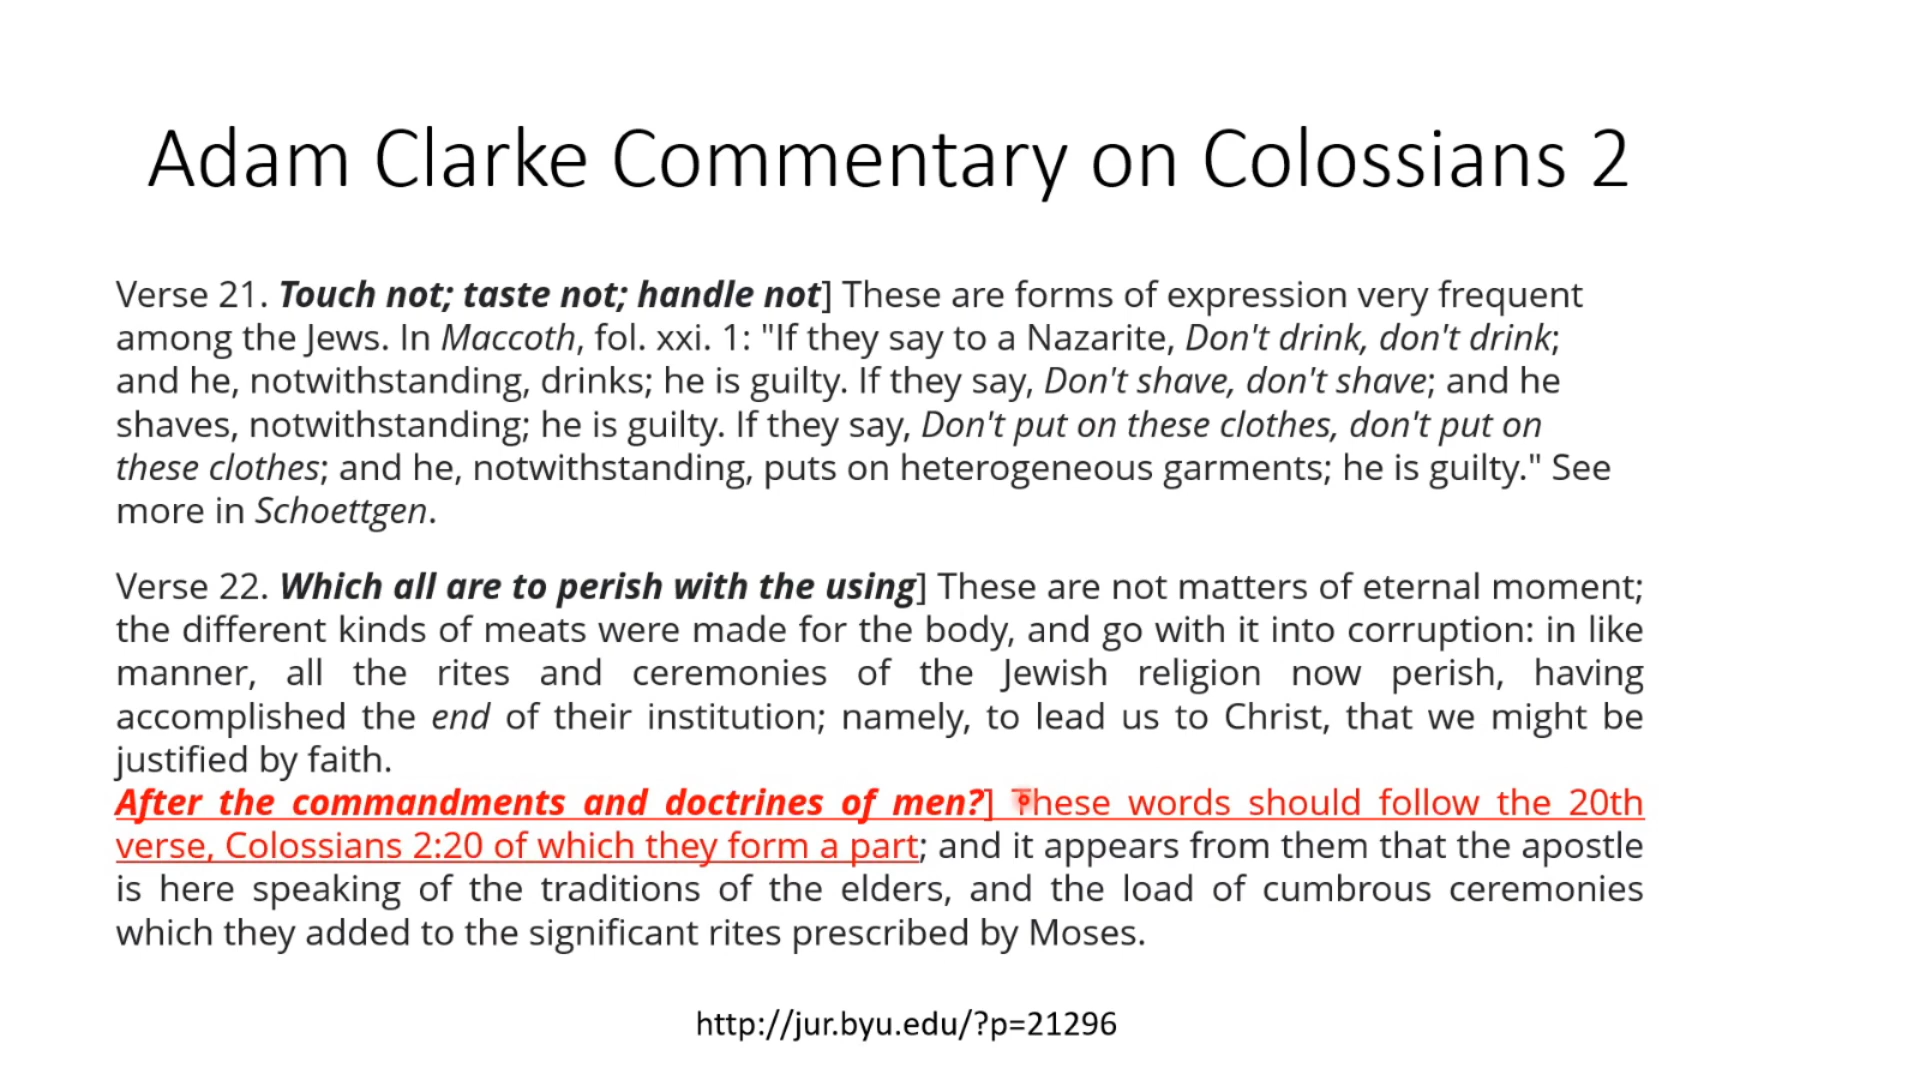 Adam Clarke Commentary on Colossians 2
Verse 21. Touch not; taste not; handle not] These are forms of expression very frequent
among the Jews. In Maccoth, fol. xxi. 1: "If they say to a Nazarite, Don't drink, don't drink;
and he, notwithstanding, drinks; he is guilty. If they say, Don't shave, don't shave; and he
shaves, notwithstanding; he is guilty. If they say, Don't put on these clothes, don't put on
these clothes; and he, notwithstanding, puts on heterogeneous garments; he is guilty." See
more in Schoettgen.
Verse 22. Which all are to perish with the using] These are not matters of eternal moment;
the different kinds of meats were made for the body, and go with it into corruption: in like
manner, all the rites and ceremonies of the Jewish religion now perish, having
accomplished the end of their institution; namely, to lead us to Christ, that we might be
justified by faith.
After the commandments and doctrines of men?] These words should follow the 20th
verse, Colossians 2:20 of which they form a part; and it appears from them that the apostle
is here speaking of the traditions of the elders, and the load of cumbrous ceremonies
which they added to the significant rites prescribed by Moses.
http://jur.byu.edu/?p=21296